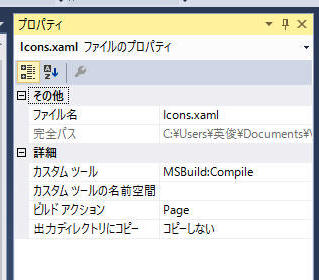 プロパティ
Icons.xaml ファイルのプロパティ
その他
ファイル名 Icons.xaml
完全パス C:¥Users¥英俊¥Documents¥
詳細
カスタム ツール MSBuild:Compile
カスタム ツールの名前空間
ビルド アクション Page
出力ディレクトリにコピー コピーしない